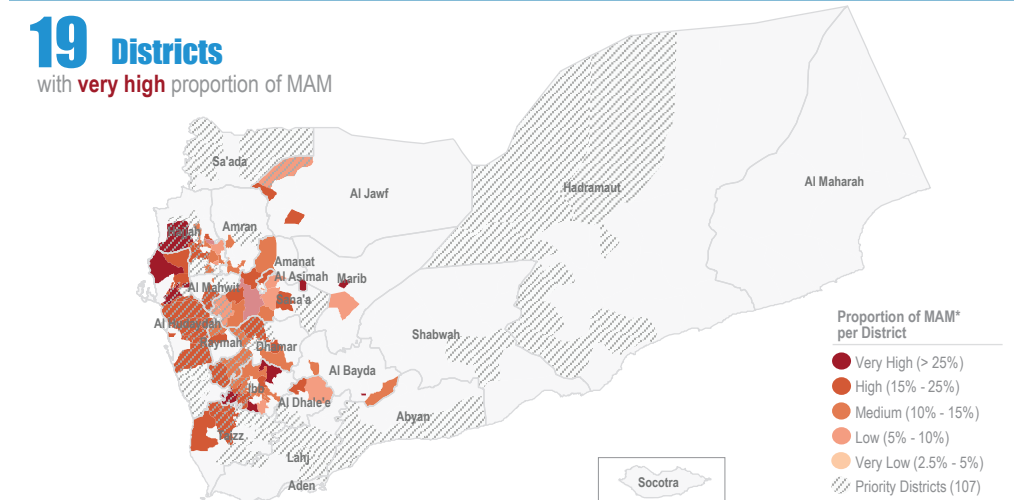 19 Districts
with very high proportion of MAM
Sa'ada
Al Jawf
Hadramaut
Al Maharah
Hajjah
Amran
Amanat
Al Asimah
Marib
Al Mahwit
Sana'a
Al Hudaydah
Raymah
Dhamar
Shabwah
Al Bayda
Ibb
Al Dhale'e
Abyan
Taizz
Lahj
Aden
Socotra
Proportion of MAM*
per District
Very High (> 25%)
High (15% - 25%)
Medium (10% - 15%)
Low (5% - 10%)
Very Low (2.5% - 5%)
Priority Districts (107)